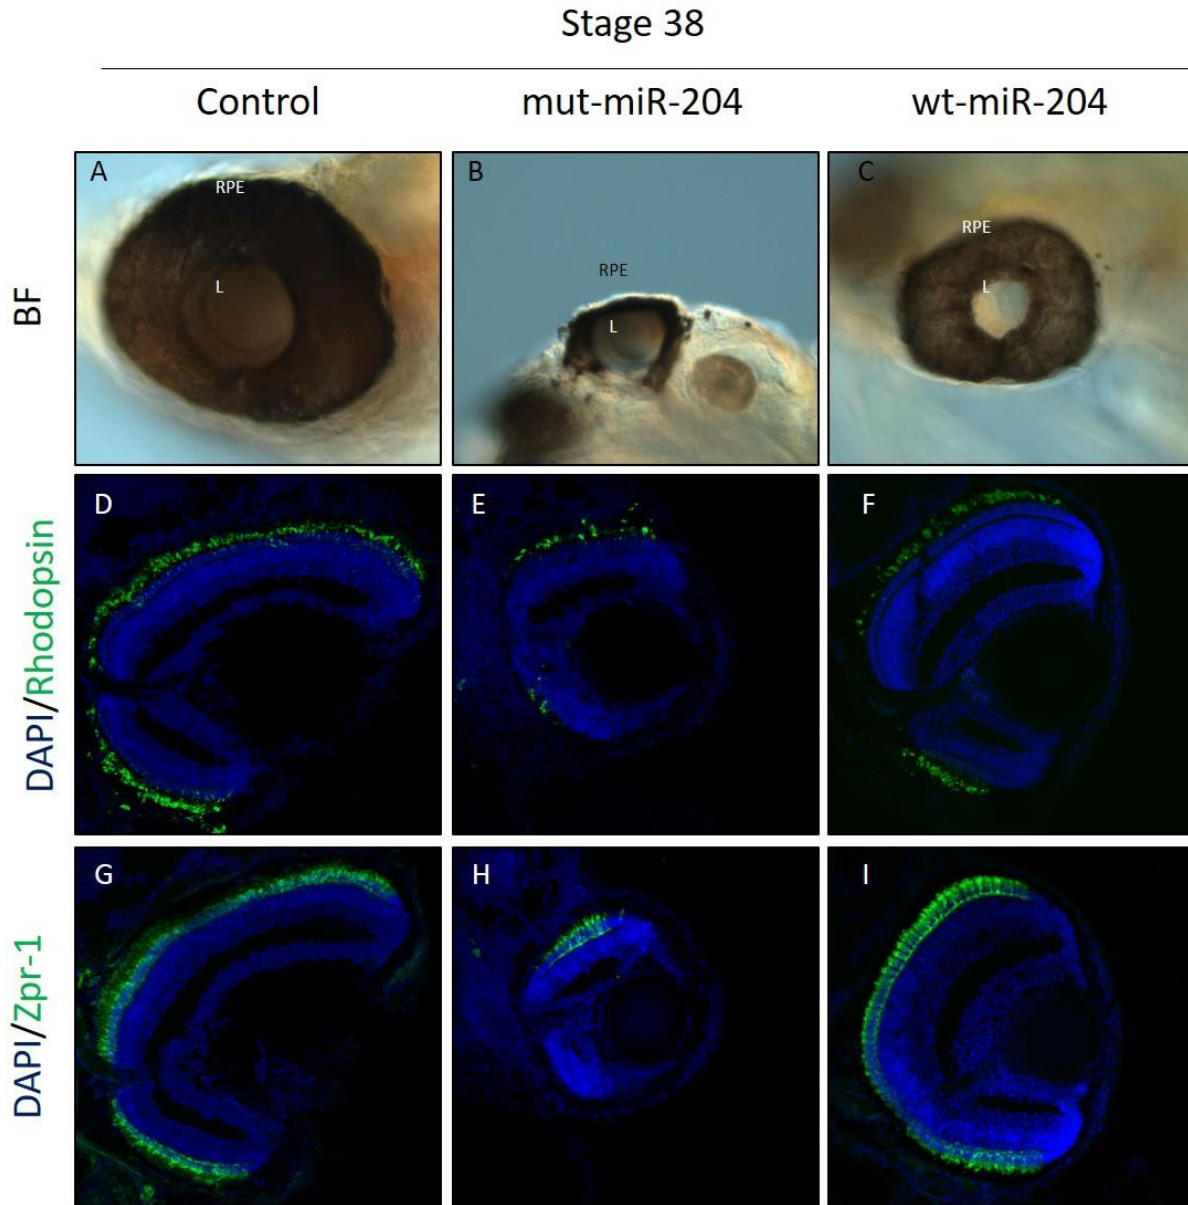 Stage 38
Control
mut-miR-204
wt-miR-204
BF
A
RPE
L
B
RPE
L
C
RPE
L
DAPI/Rhodopsin
D
E
F
DAPI/Zpr-1
G
H
I